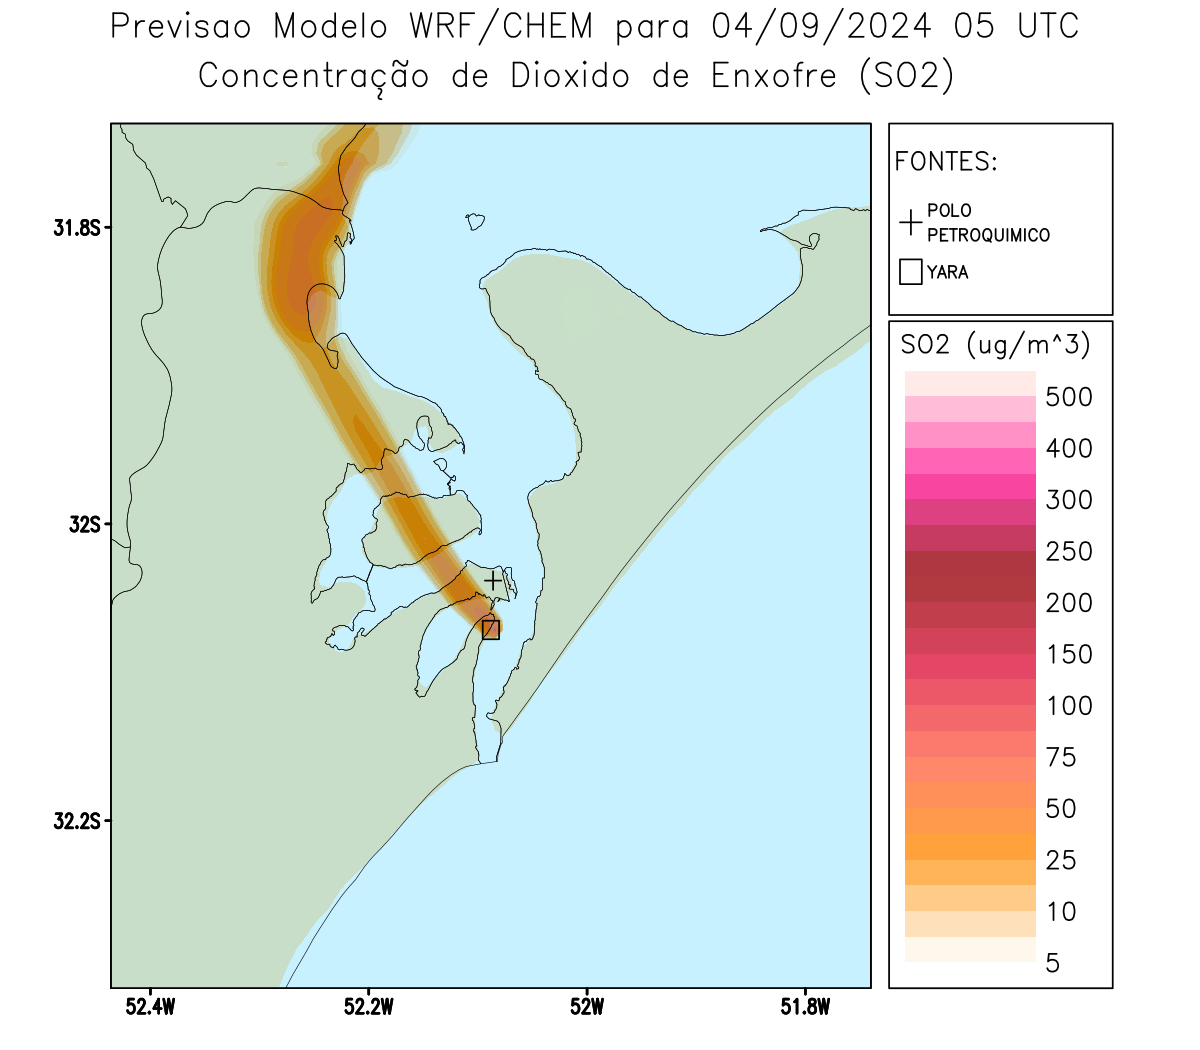 Previsao Modelo WRF/CHEM para 04/09/2024 05 UTC
Concentração de Dioxido de Enxofre (SO2)
FONTES:
POLO
PETROQUIMICO
YARA
SO2 (ug/m^3)
500
400
300
250
200
150
100
75
50
25
10
5
31.8S
32S
32.2S
52.4W
52.2W
52W
51.8W